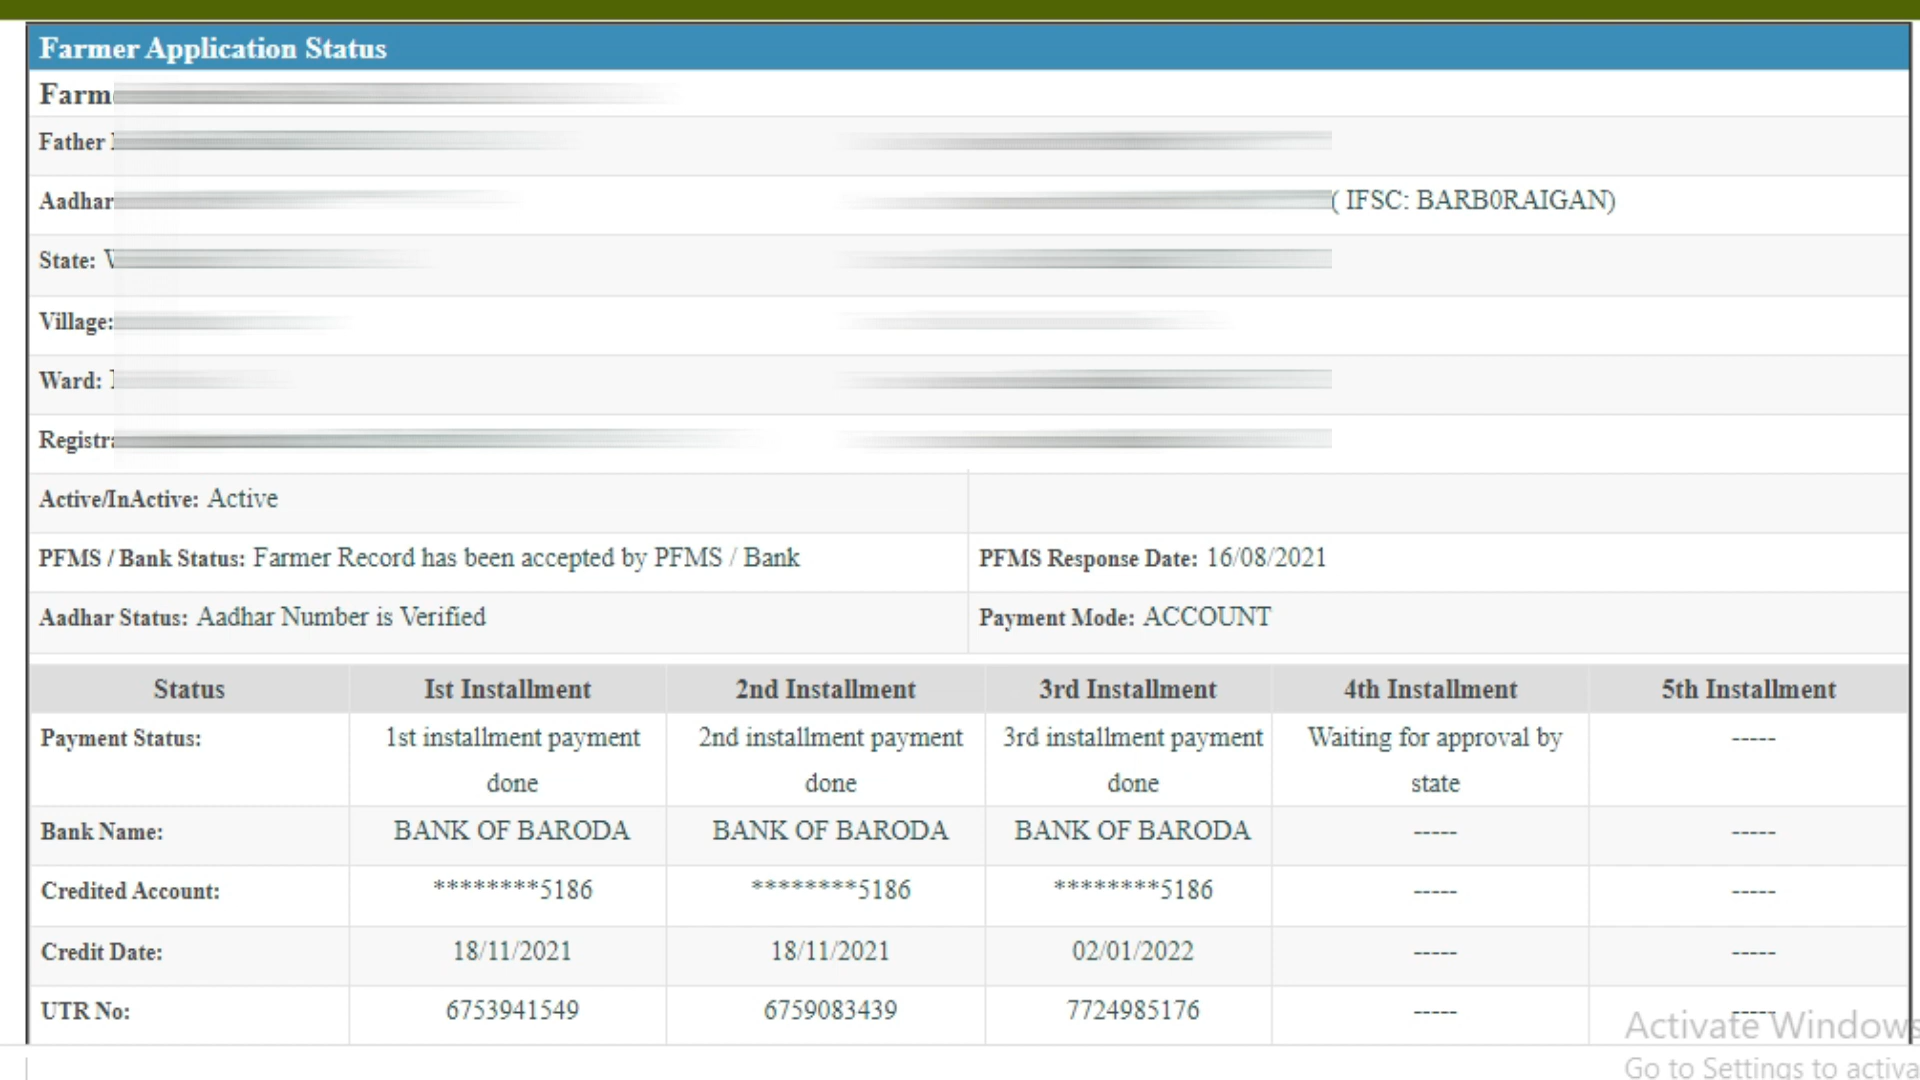 Farmer Application Status
Father
Aadhar
( IFSC: BARB0RAIGAN)
State:
Village:
Ward:
Active/InActive: Active
PFMS / Bank Status: Farmer Record has been accepted by PFMS / Bank
PFMS Response Date: 16/08/2021
Aadhar Status: Aadhar Number is Verified
Payment Mode: ACCOUNT
Status Ist Installment 2nd Installment 3rd Installment 4th Installment 5th Installment
Payment Status: 1st installment payment 2nd installment payment 3rd installment payment Waiting for approval by -----
done done done state
Bank Name: BANK OF BARODA BANK OF BARODA BANK OF BARODA ----- -----
Credited Account: ********5186 ********5186 ********5186 ----- -----
Credit Date: 18/11/2021 18/11/2021 02/01/2022 ----- -----
UTR No: 6753941549 6759083439 7724985176 ----- -----
Activate Windows
Go to Settings to activa